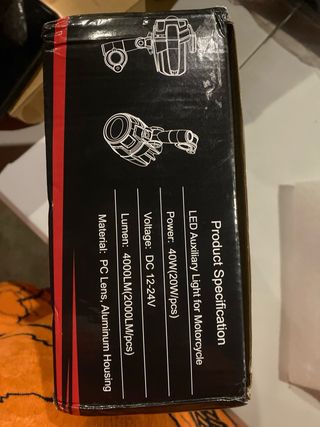 Product Specification
LED Auxiliary Light for Motorcycle
Power: 40W(20W/pcs)
Voltage: DC 12-24V
Lumen: 4000LM(2000LM/pcs)
Material: PC Lens, Aluminum Housing